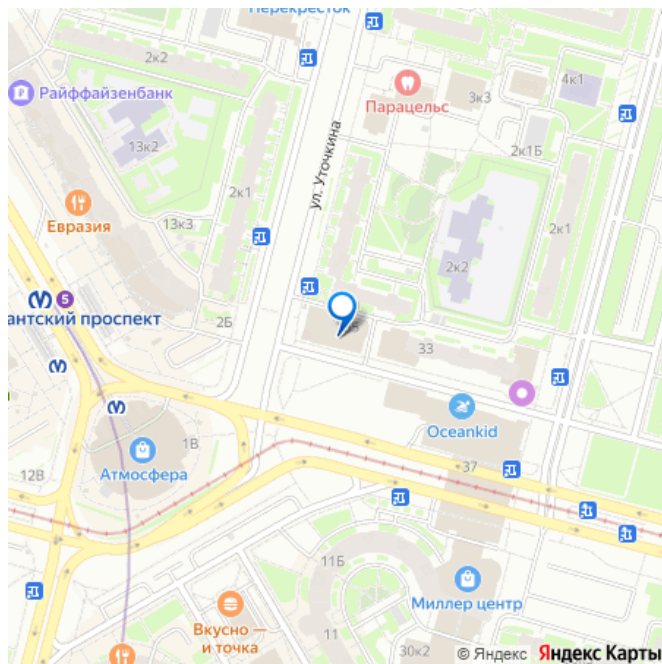 Перекресток
2к2
Райффайзенбанк
Парацельс
3к3
4к1
13к2
ул. Уточкина
2к1Б
2к1
Евразия
13к3
2к1
2к2
5
антский проспект
2Б
33
Oceankid
1В
Атмосфера
12В
37
11Б
Миллер центр
Вкусно —
и точка
11
30к2
© Яндекс Яндекс Карты